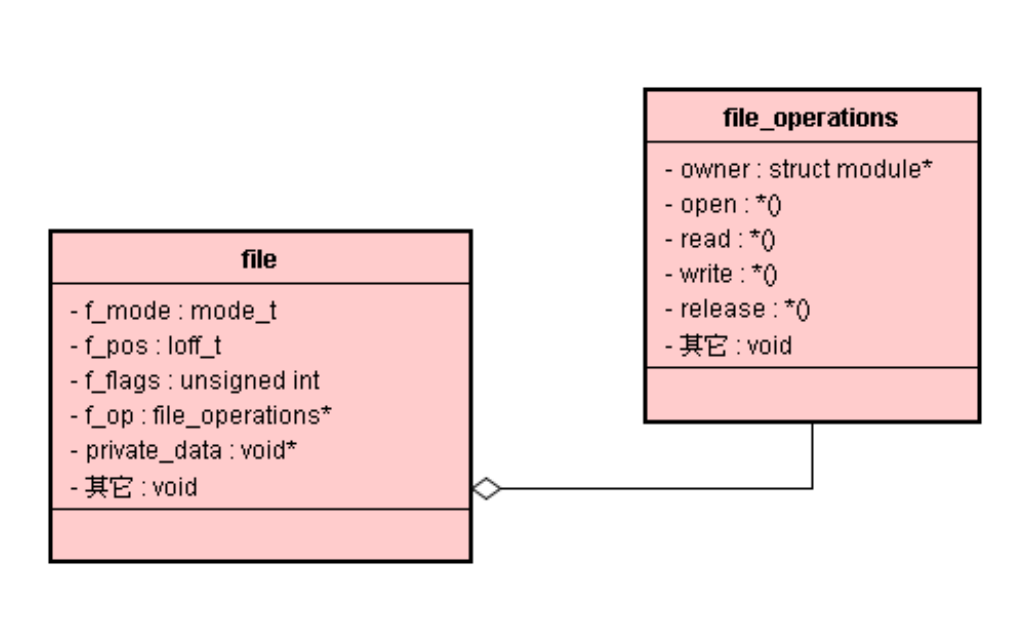 file_operations
- owner : struct module*
- open : *()
- read : *()
- write : *()
- release : *()
- 其它 : void
file
- f_mode : mode_t
- f_pos : loff_t
- f_flags : unsigned int
- f_op : file_operations*
- private_data : void*
- 其它 : void